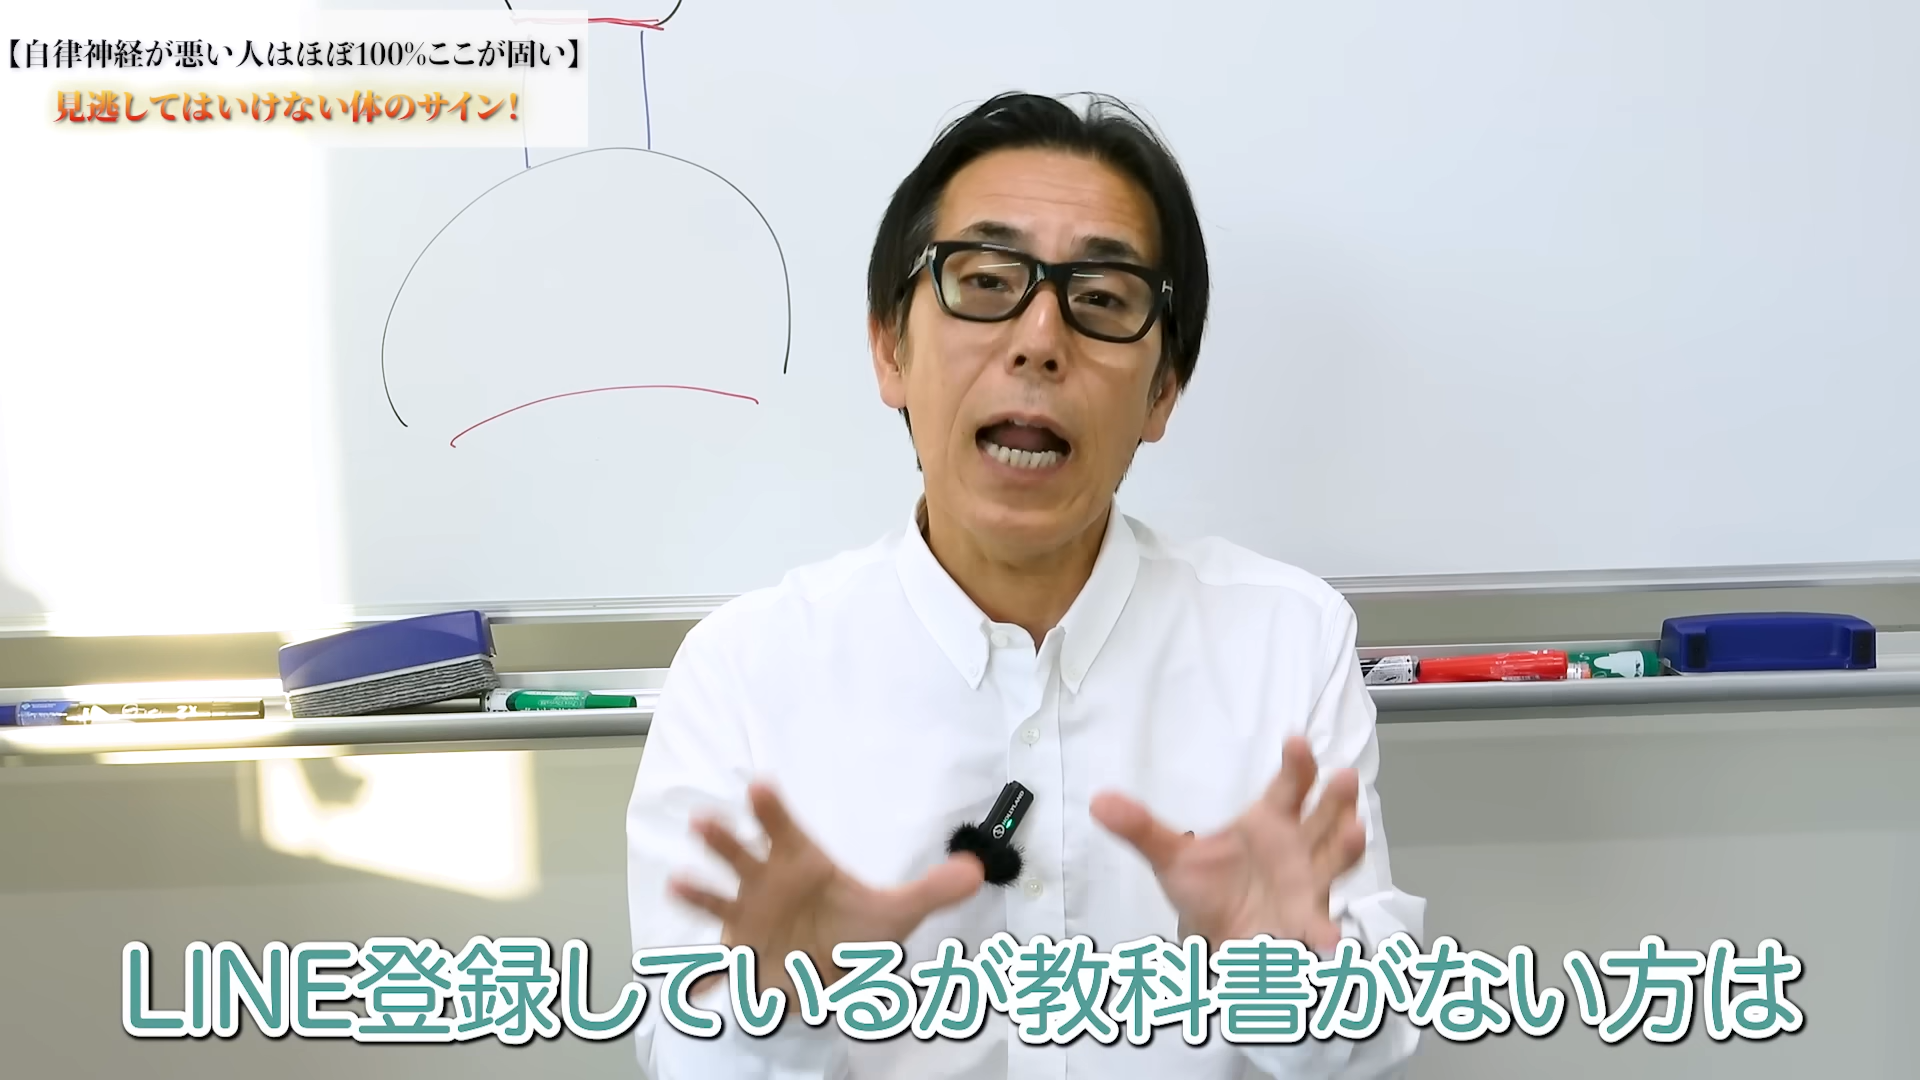 【自律神経が悪い人はほぼ100%ここが固い】
見逃してはいけない体のサイン!
HOLLYLAND
LINE登録しているが教科書がない方は